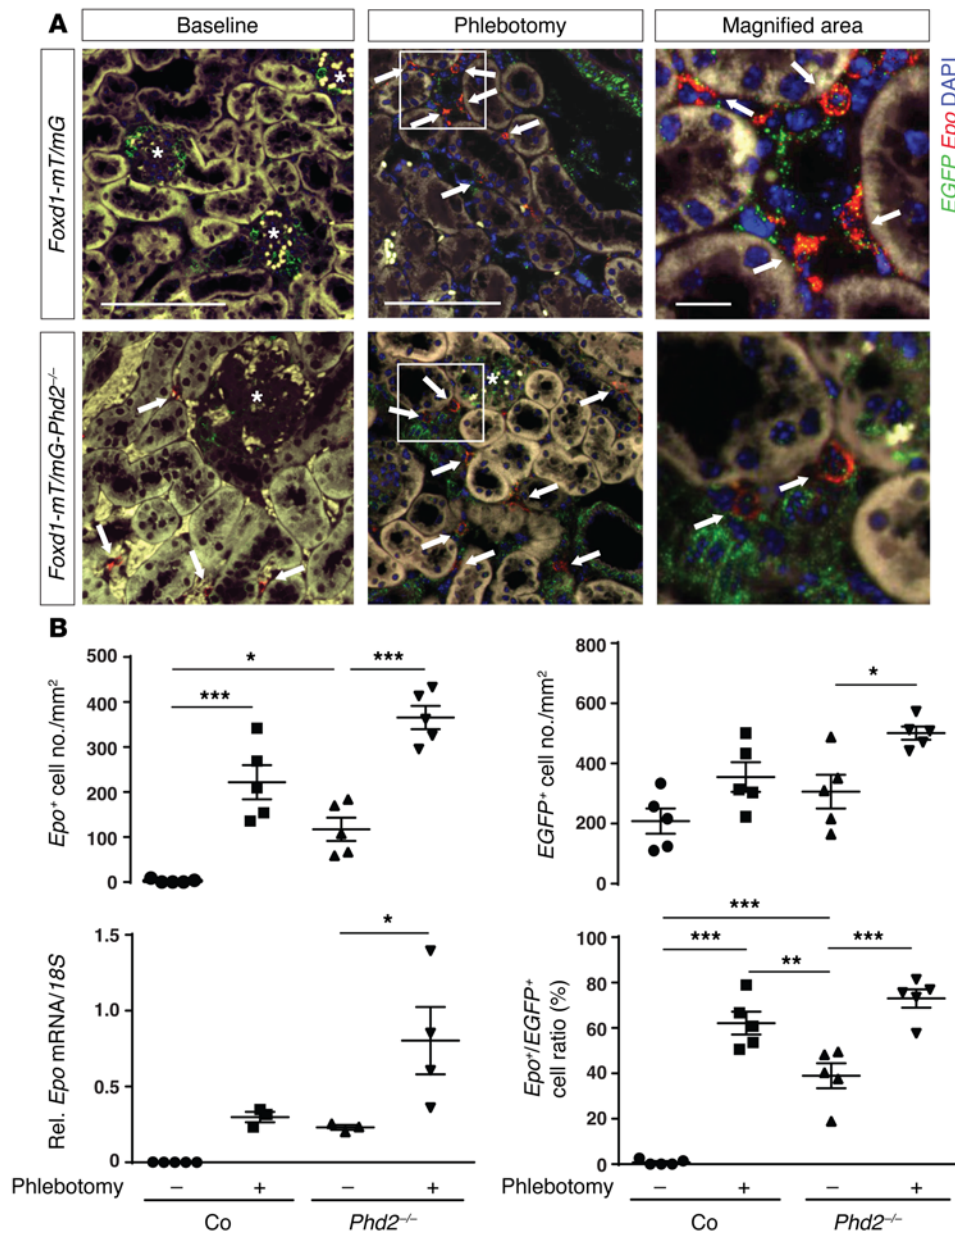 A
Baseline
Phlebotomy
Magnified area
Foxd1-mT/mG
EGFP Epo DAPI
*
*
*
Foxd1-mT/mG-Phd2⁻/⁻
*
*
B
Epo⁺ cell no./mm²
500
400
300
200
100
0
*
***
***
EGFP⁺ cell no./mm²
800
600
400
200
0
*
Rel. Epo mRNA/18S
1.5
1.0
0.5
0
*
Epo⁺/EGFP⁺
cell ratio (%)
100
80
60
40
20
0
***
***
**
***
Phlebotomy – + – +
Co Phd2⁻/⁻
– + – +
Co Phd2⁻/⁻